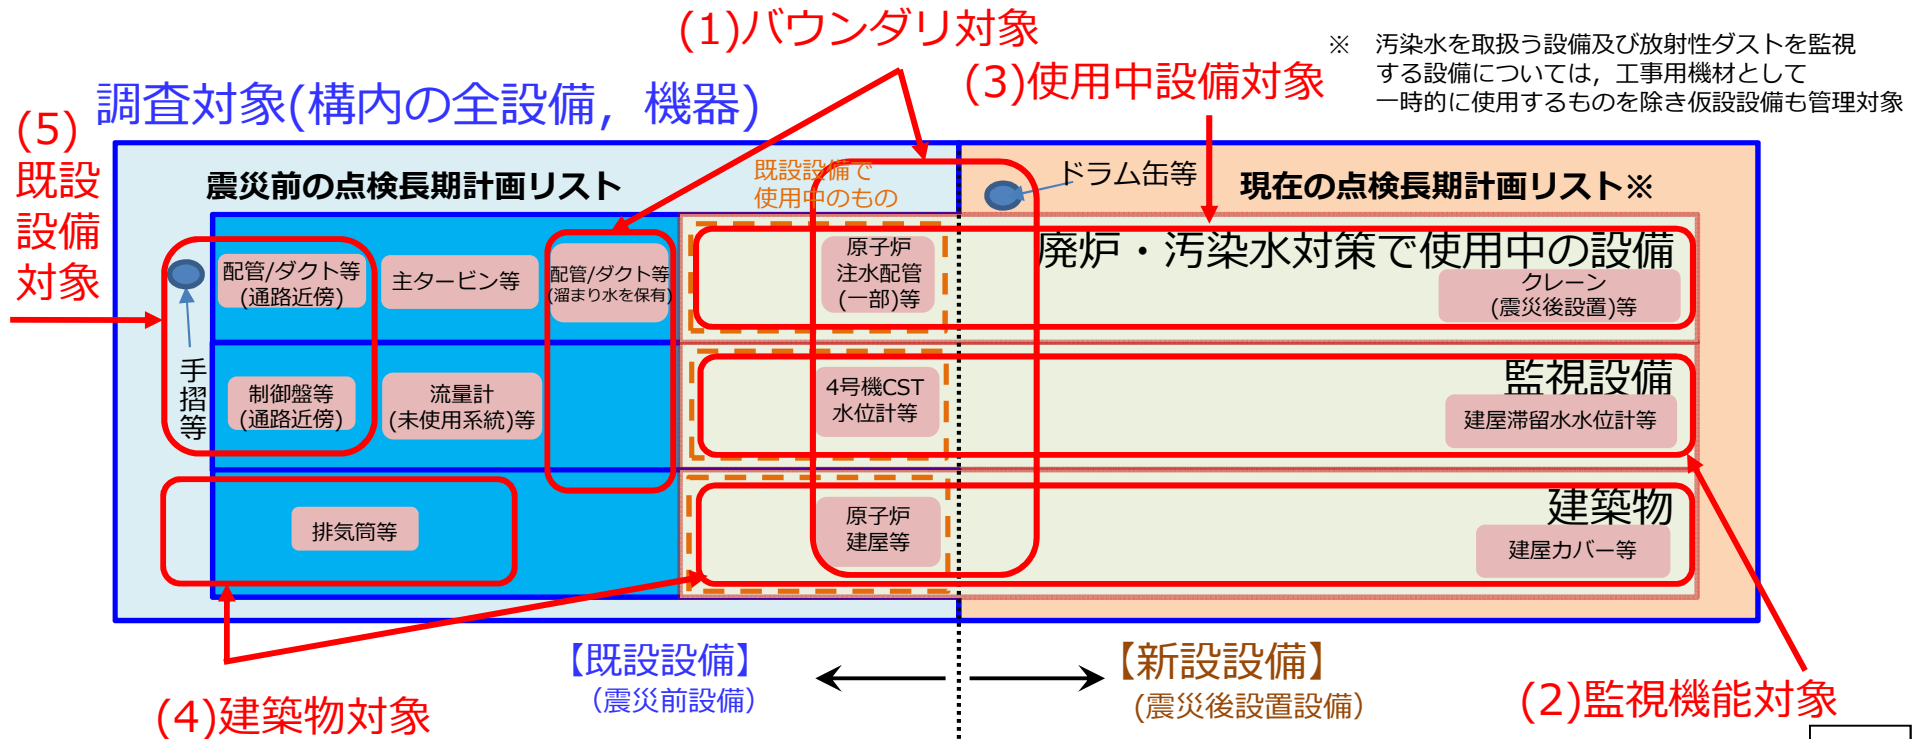 (1)バウンダリ対象
※ 汚染水を取扱う設備及び放射性ダストを監視
する設備については，工事用機材として
一時的に使用するものを除き仮設設備も管理対象
(3)使用中設備対象
調査対象(構内の全設備，機器)
(5)
既設
設備
対象
震災前の点検長期計画リスト
既設設備で
使用中のもの
ドラム缶等
現在の点検長期計画リスト※
配管/ダクト等
(通路近傍)
主タービン等
配管/ダクト等
(溜まり水を保有)
原子炉
注水配管
(一部)等
廃炉・汚染水対策で使用中の設備
クレーン
(震災後設置)等
手摺等
制御盤等
(通路近傍)
流量計
(未使用系統)等
4号機CST
水位計等
監視設備
建屋滞留水水位計等
排気筒等
原子炉
建屋等
建築物
建屋カバー等
【既設設備】
（震災前設備）
【新設設備】
(震災後設置設備）
(4)建築物対象
(2)監視機能対象